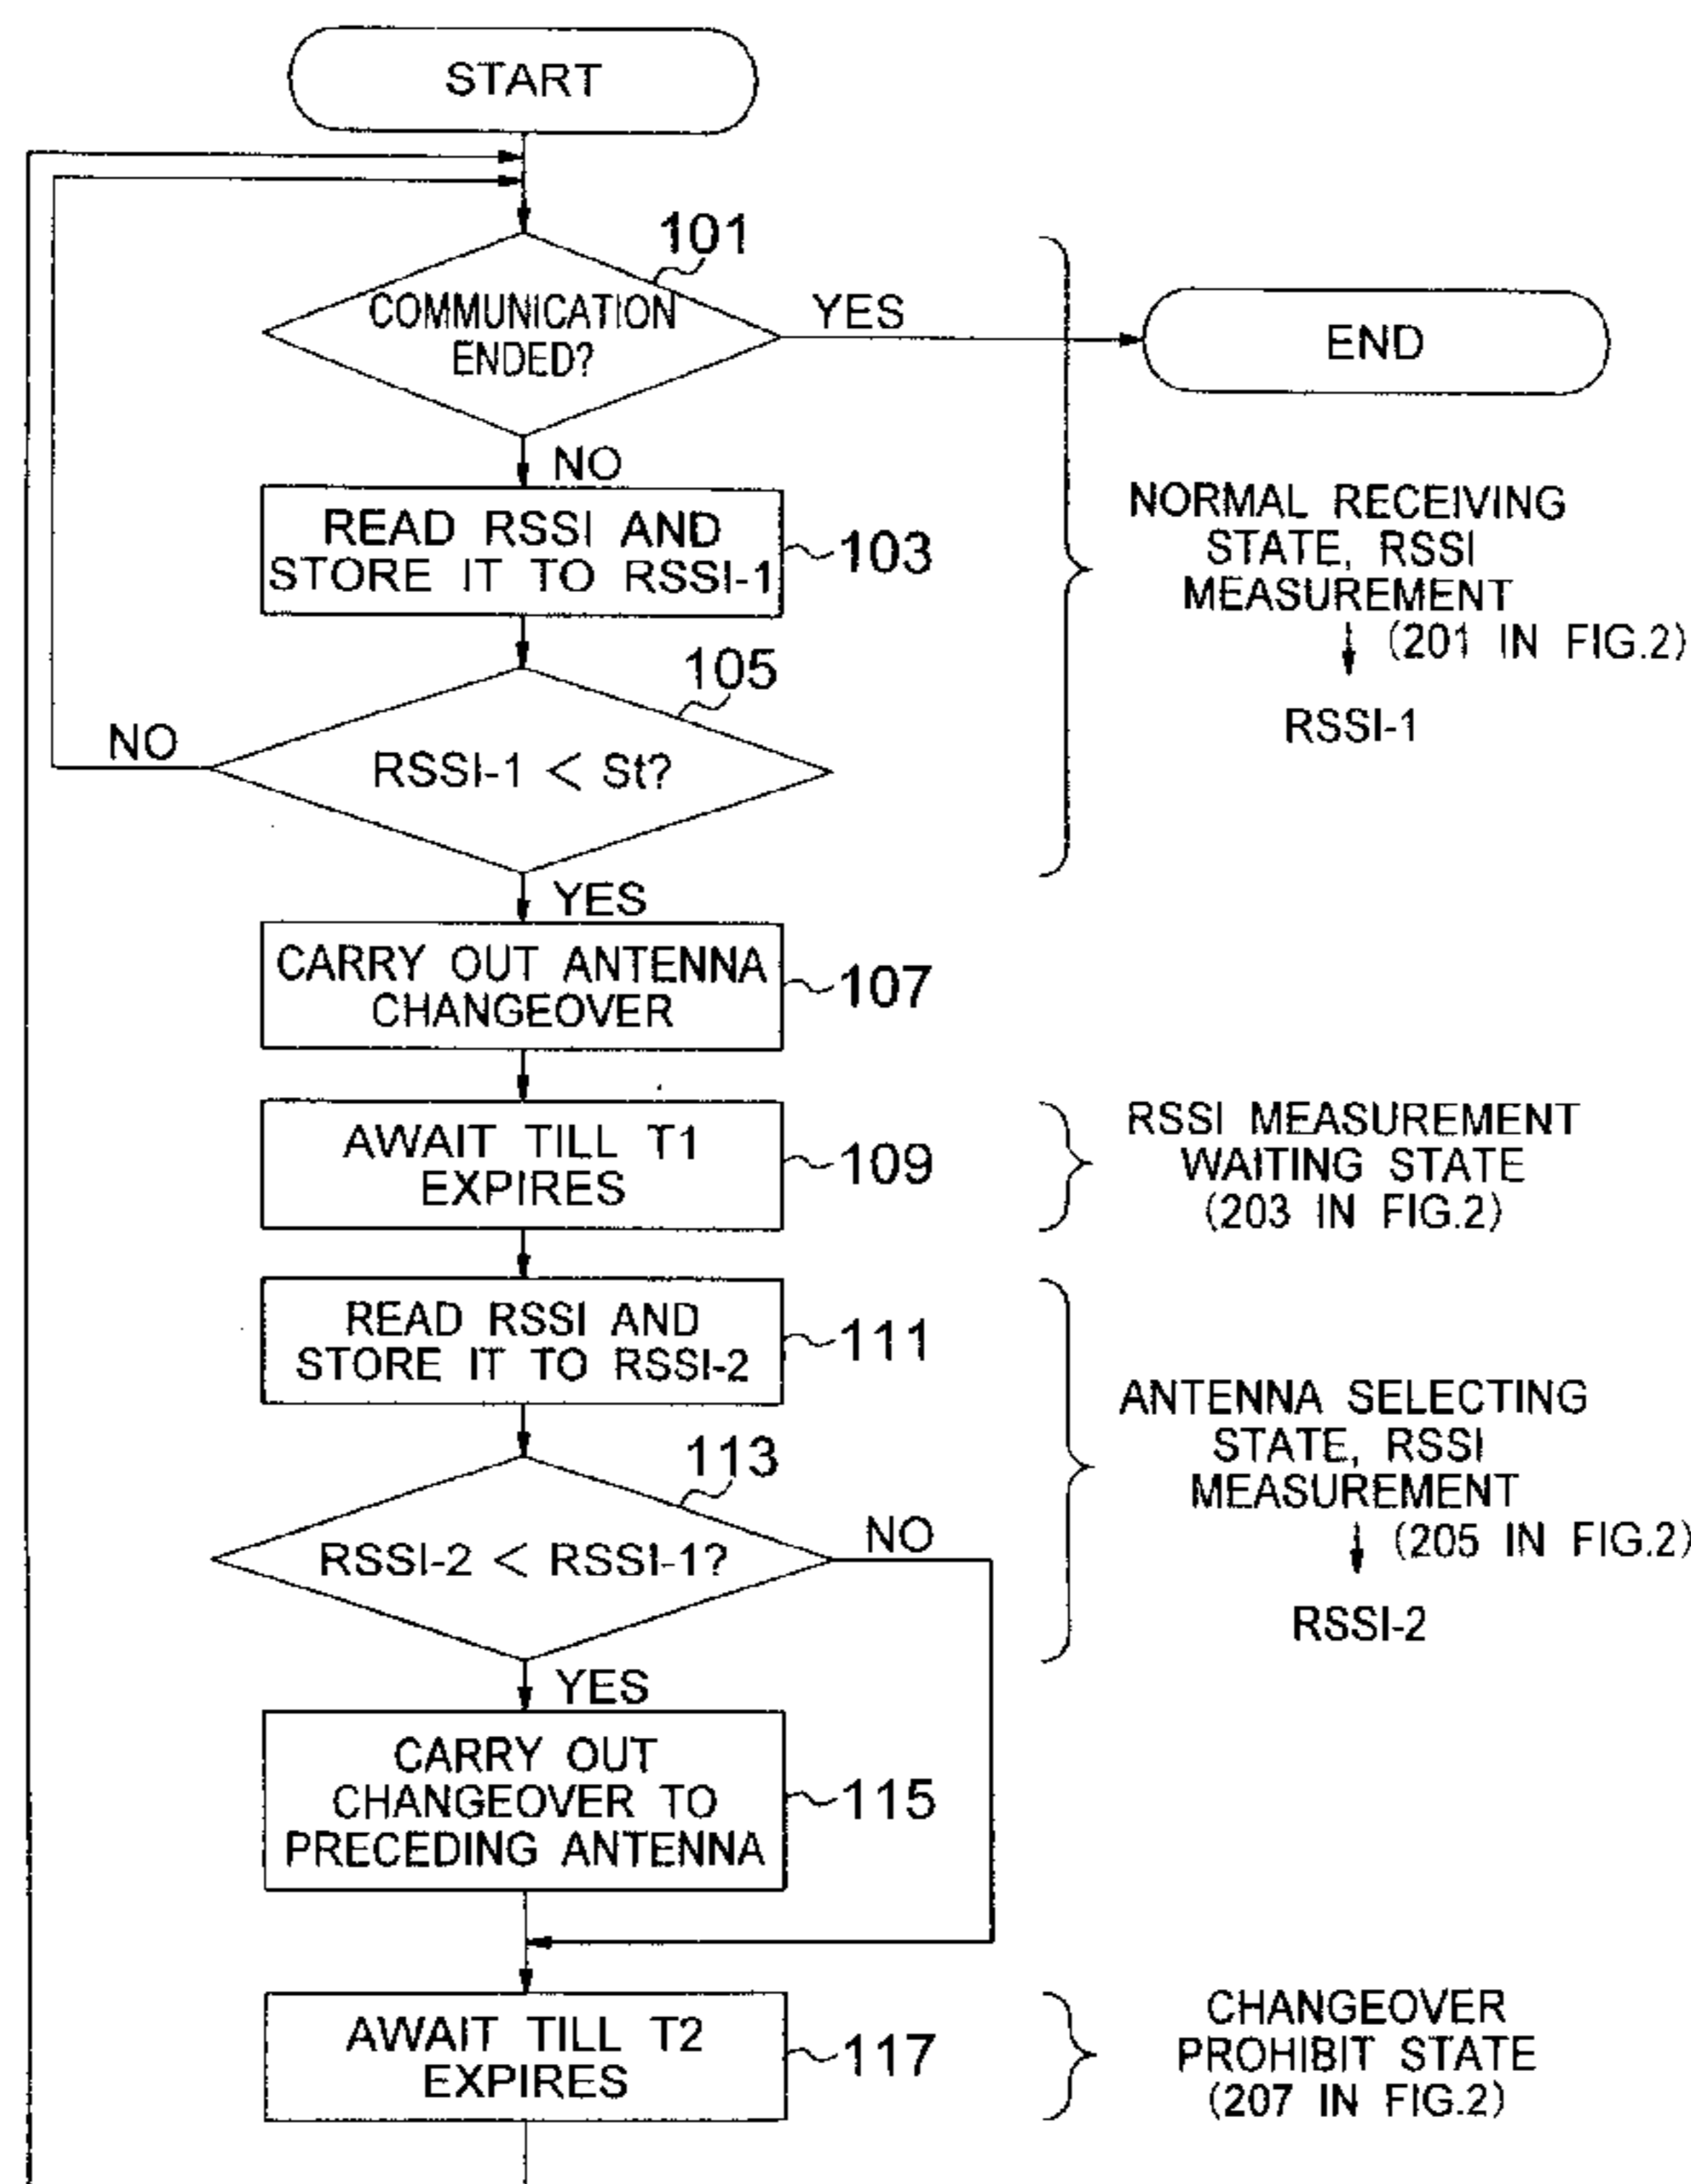 START
101
COMMUNICATION
ENDED?
YES
END
NO
READ RSSI AND
STORE IT TO RSSI-1
103
NORMAL RECEIVING
STATE, RSSI
MEASUREMENT
(201 IN FIG.2)
RSSI-1
105
NO
RSSI-1 < St?
YES
CARRY OUT ANTENNA
CHANGEOVER
107
AWAIT TILL T1
EXPIRES
109
RSSI MEASUREMENT
WAITING STATE
(203 IN FIG.2)
READ RSSI AND
STORE IT TO RSSI-2
111
ANTENNA SELECTING
STATE, RSSI
MEASUREMENT
(205 IN FIG.2)
RSSI-2
113
RSSI-2 < RSSI-1?
NO
YES
CARRY OUT
CHANGEOVER TO
PRECEDING ANTENNA
115
AWAIT TILL T2
EXPIRES
117
CHANGEOVER
PROHIBIT STATE
(207 IN FIG.2)